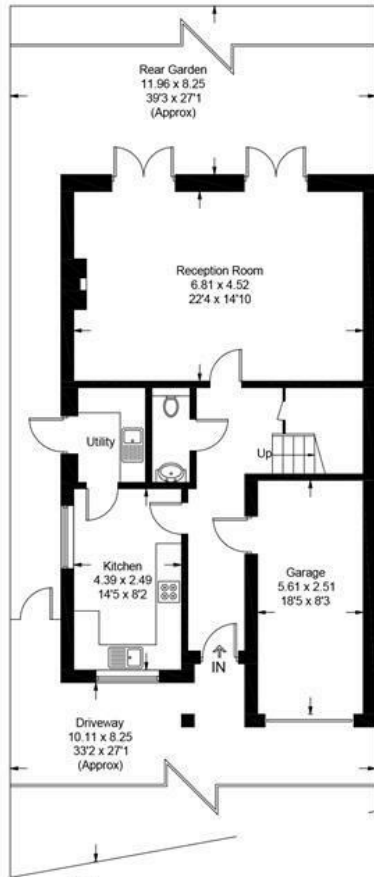 Rear Garden
11.96 x 8.25
39'3 x 27'1
(Approx)
Reception Room
6.81 x 4.52
22'4 x 14'10
Utility
Up
Kitchen
4.39 x 2.49
14'5 x 8'2
Garage
5.61 x 2.51
18'5 x 8'3
IN
Driveway
10.11 x 8.25
33'2 x 27'1
(Approx)